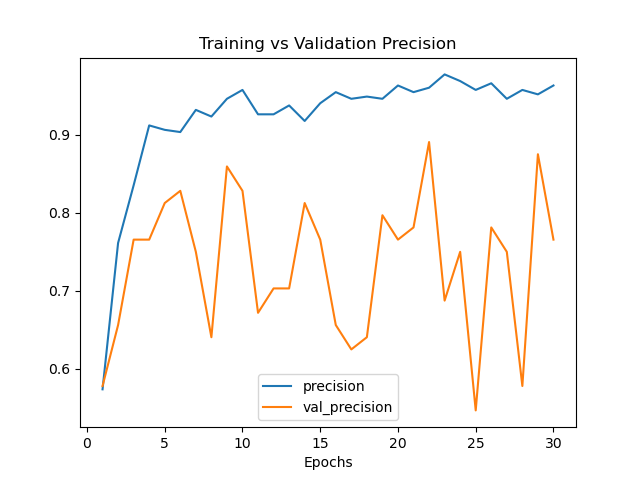 Training vs Validation Precision
0.9
0.8
0.7
0.6
precision
val_precision
0 5 10 15 20 25 30
Epochs